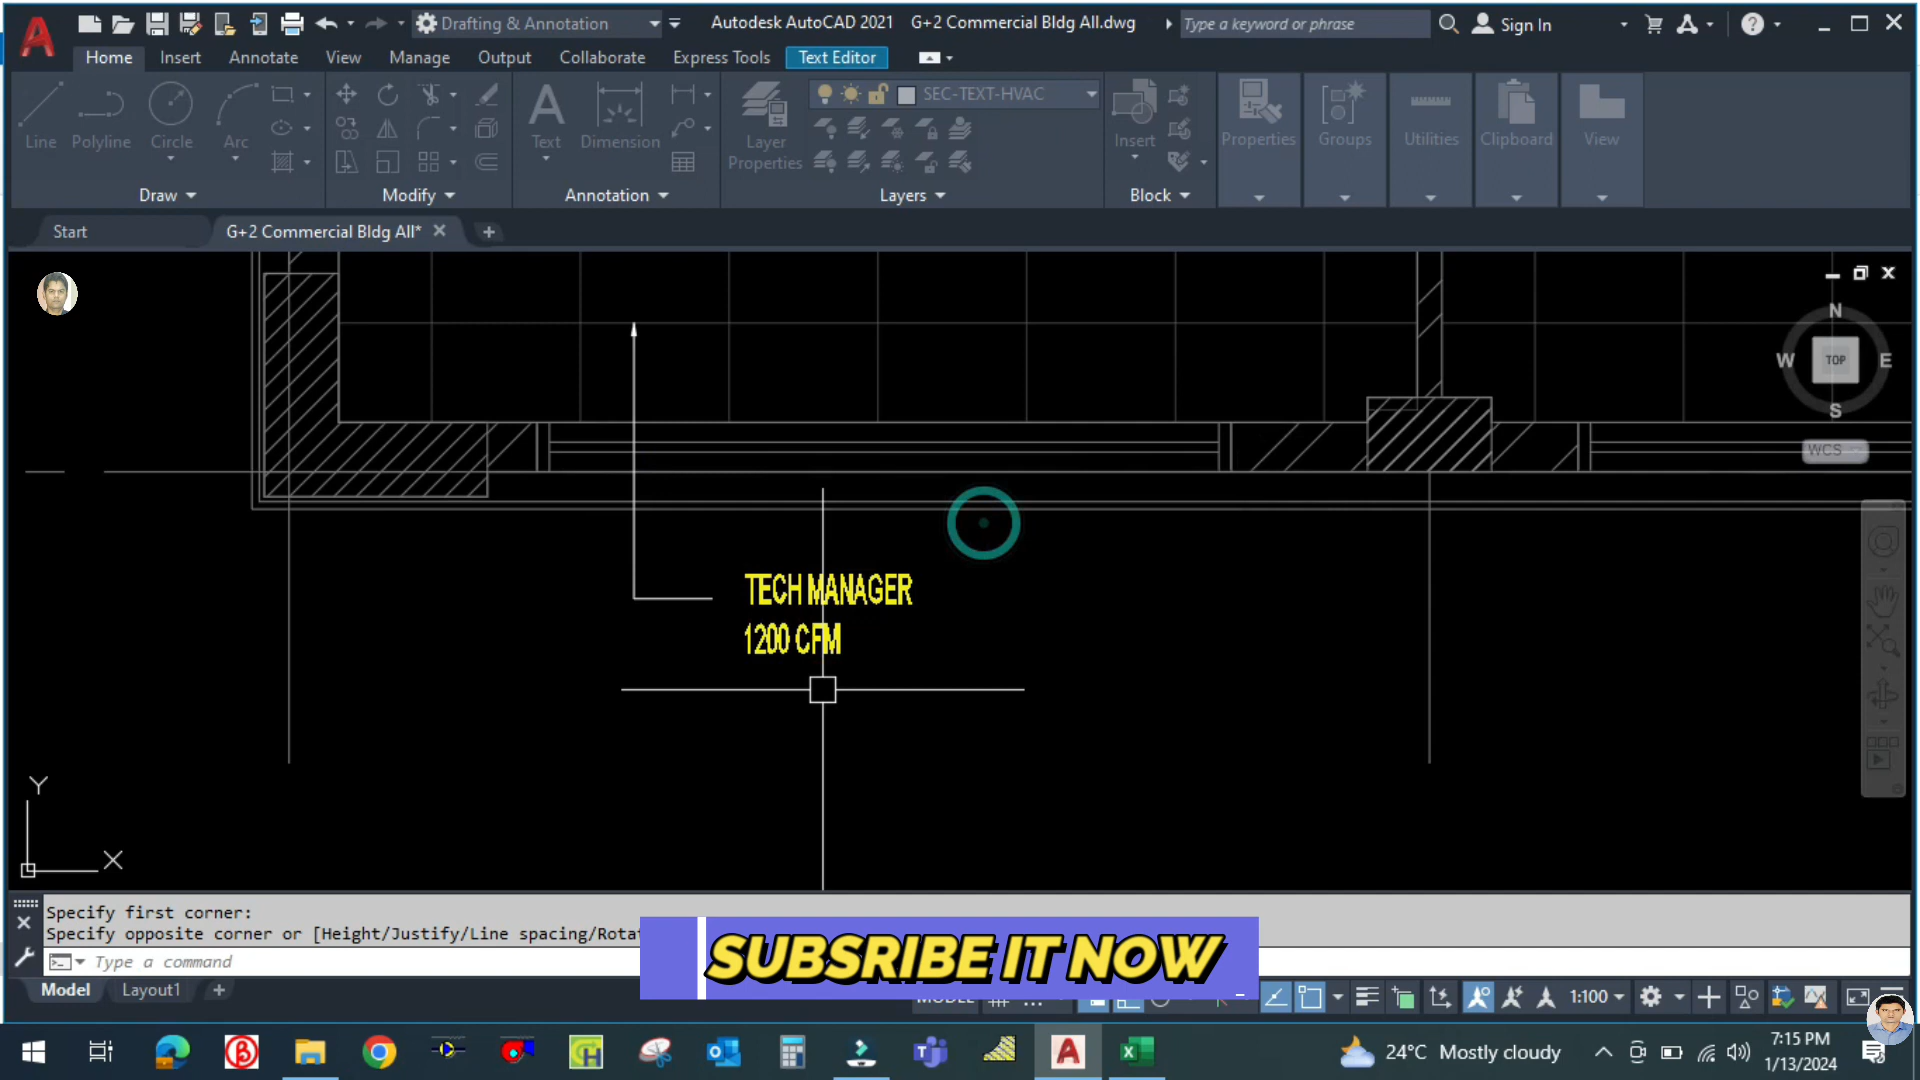 Drafting & Annotation
Autodesk AutoCAD 2021 G+2 Commercial Bldg All.dwg
Type a keyword or phrase
Sign In
Home Insert Annotate View Manage Output Collaborate Express Tools Text Editor
SEC-TEXT-HVAC
Line Polyline Circle Arc
Text Dimension
Layer Properties
Insert
Properties Groups Utilities Clipboard View
Draw Modify Annotation Layers Block
Start G+2 Commercial Bldg All*
N
W TOP E
S
WCS
TECH MANAGER
1200 CFM
Y
X
Specify first corner:
Specify opposite corner or [Height/Justify/Line spacing/Rota
Type a command
SUBSRIBE IT NOW
Model Layout1
MODEL
1:100
24°C Mostly cloudy
7:15 PM
1/13/2024